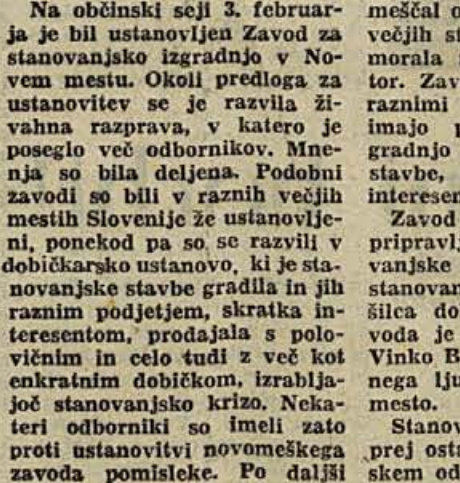 Na občinski seji 3. februar-
ja je bil ustanovljen Zavod za
stanovanjsko izgradnjo v No-
vem mestu. Okoli predloga za
ustanovitev se je razvila ži-
vahna razprava, v katero je
poseglo več odbornikov. Mne-
nja so bila deljena. Podobni
zavodi so bili v raznih večjih
mestih Slovenije že ustanovlje-
ni, ponekod pa so se razvili v
dobičkarsko ustanovo, ki je sta-
novanjske stavbe gradila in jih
raznim podjetjem, skratka in-
teresentom, prodajala s polo-
vičnim in celo tudi z več kot
enkratnim dobičkom, izrablja-
joč stanovanjsko krizo. Neka-
teri odborniki so imeli zato
proti ustanovitvi novomeškega
zavoda pomisleke. Po daljši
meščal
večjih
morala
tor. Zav
raznimi
imajo
gradnjo
stavbe,
interesen
Zavod
pripravlj
vanjske
stanovan
šilca do
voda je
Vinko B
nega lju
mesto.
Stanov
prej osta
skem od